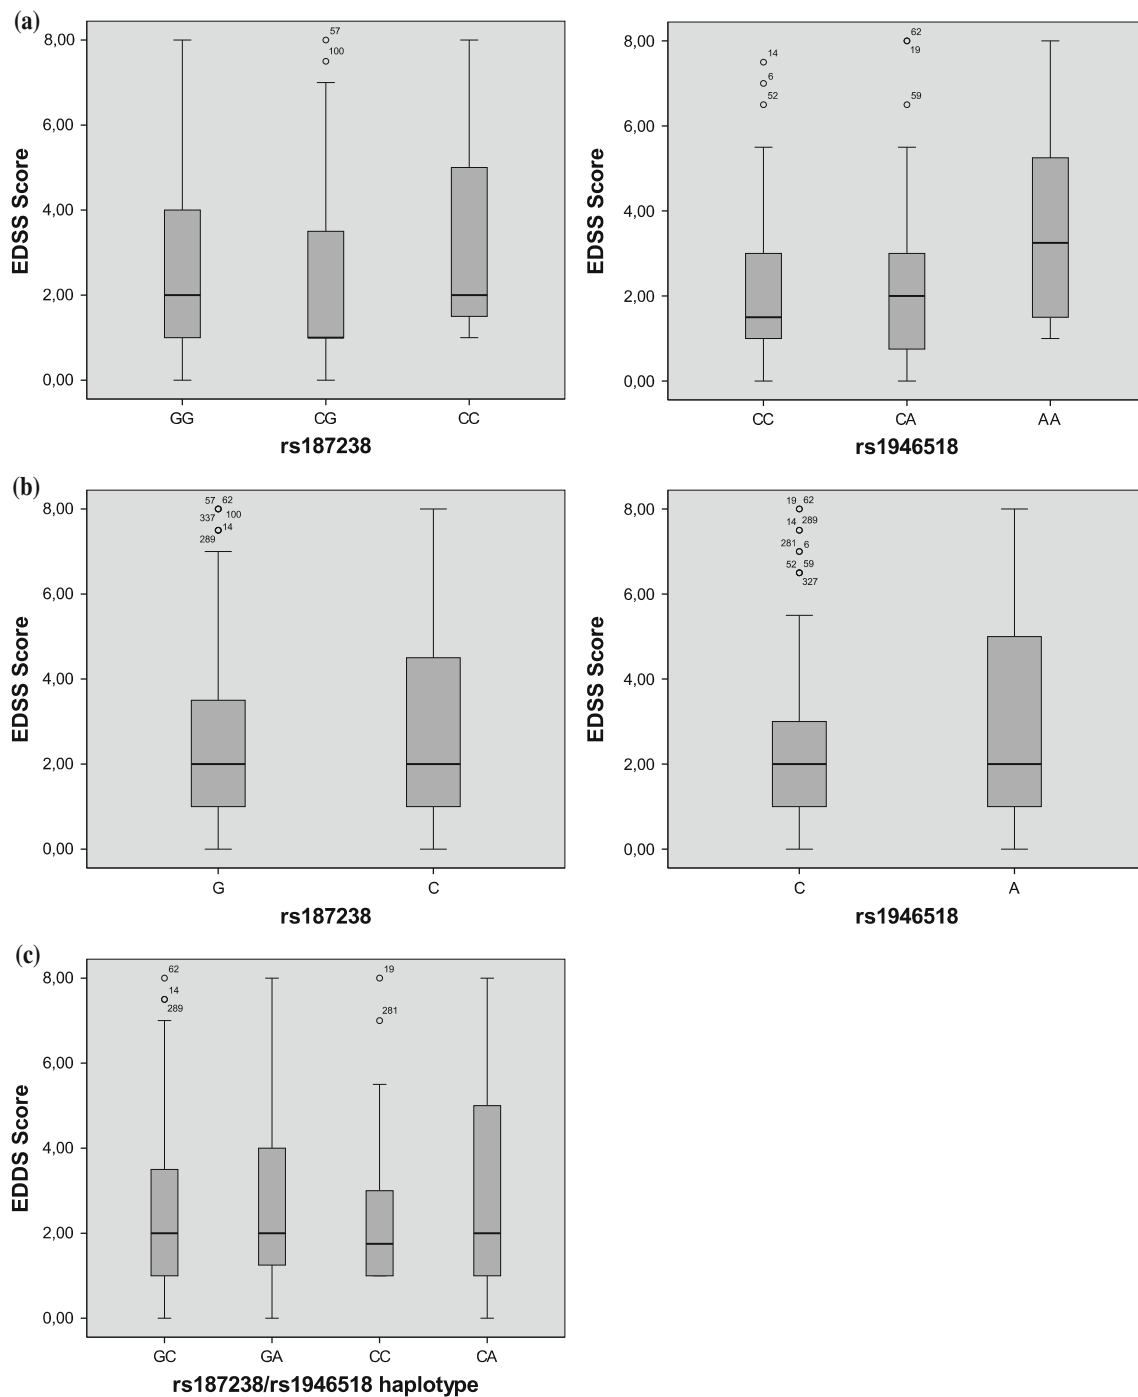 (a)
EDSS Score
8,00
6,00
4,00
2,00
0,00
57
100
GG CG CC
rs187238
EDSS Score
8,00
6,00
4,00
2,00
0,00
14
6
52
62
19
59
CC CA AA
rs1946518
(b)
EDSS Score
8,00
6,00
4,00
2,00
0,00
57 62
337 100
14
289
G C
rs187238
EDSS Score
8,00
6,00
4,00
2,00
0,00
19 62
14 289
281 6
52 59
327
C A
rs1946518
(c)
EDDS Score
8,00
6,00
4,00
2,00
0,00
62
14
289
19
281
GC GA CC CA
rs187238/rs1946518 haplotype